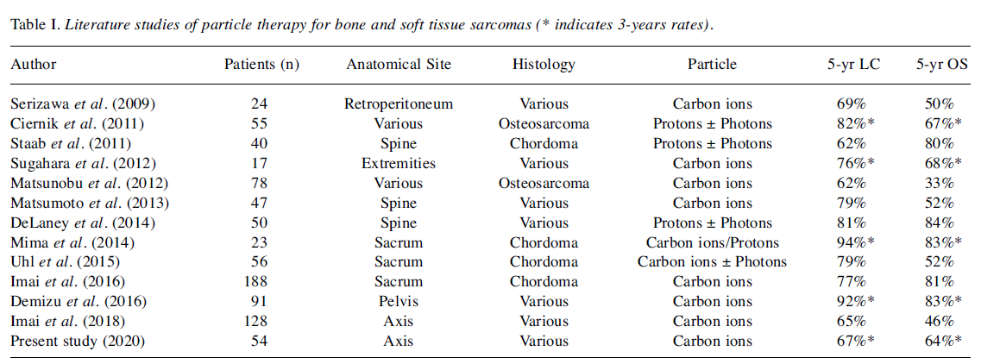 Table I. Literature studies of particle therapy for bone and soft tissue sarcomas (* indicates 3-years rates).
Author Patients (n) Anatomical Site Histology Particle 5-yr LC 5-yr OS
Serizawa et al. (2009) 24 Retroperitoneum Various Carbon ions 69% 50%
Ciernik et al. (2011) 55 Various Osteosarcoma Protons ± Photons 82%* 67%*
Staab et al. (2011) 40 Spine Chordoma Protons ± Photons 62% 80%
Sugahara et al. (2012) 17 Extremities Various Carbon ions 76%* 68%*
Matsunobu et al. (2012) 78 Various Osteosarcoma Carbon ions 62% 33%
Matsumoto et al. (2013) 47 Spine Various Carbon ions 79% 52%
DeLaney et al. (2014) 50 Spine Various Protons ± Photons 81% 84%
Mima et al. (2014) 23 Sacrum Chordoma Carbon ions/Protons 94%* 83%*
Uhl et al. (2015) 56 Sacrum Chordoma Carbon ions ± Photons 79% 52%
Imai et al. (2016) 188 Sacrum Chordoma Carbon ions 77% 81%
Demizu et al. (2016) 91 Pelvis Various Carbon ions 92%* 83%*
Imai et al. (2018) 128 Axis Various Carbon ions 65% 46%
Present study (2020) 54 Axis Various Carbon ions 67%* 64%*